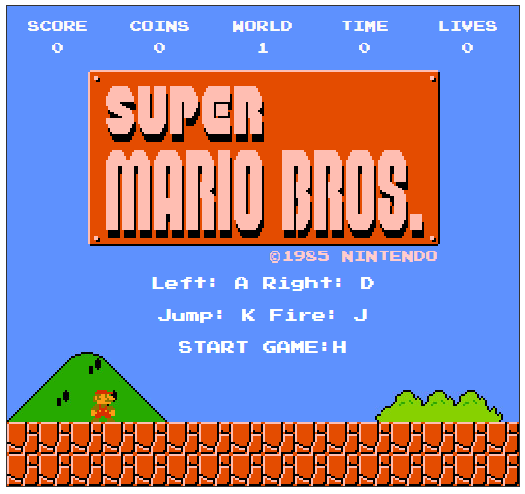 SCORE COINS WORLD TIME LIVES
0 0 1 0 0
SUPER
MARIO BROS.
©1985 NINTENDO
Left: A Right: D
Jump: K Fire: J
START GAME:H